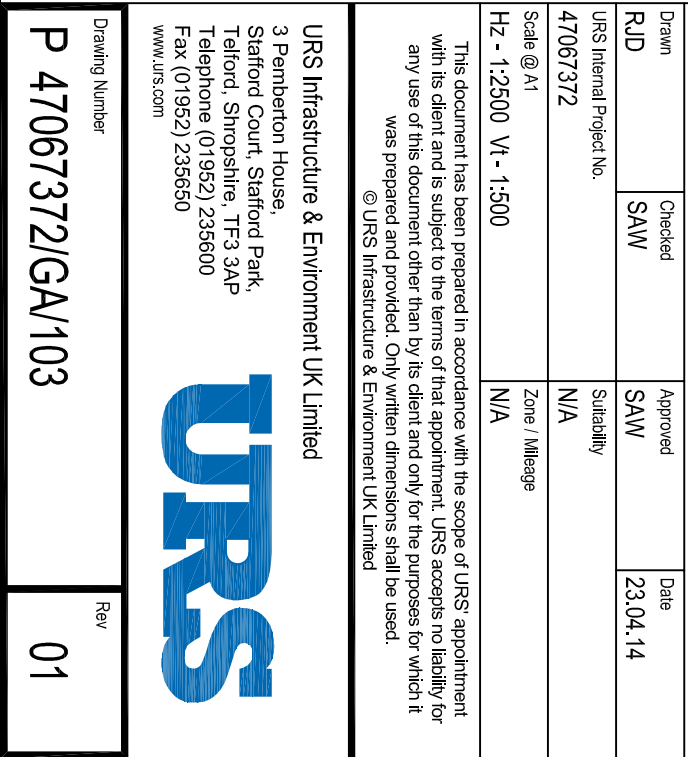 Drawn
Checked
Approved
Date
RJD
SAW
SAW
23.04.14
URS Internal Project No.
Suitability
47067372
N/A
Scale @ A1
Zone / Mileage
Hz - 1:2500 Vt - 1:500
N/A
This document has been prepared in accordance with the scope of URS' appointment
with its client and is subject to the terms of that appointment. URS accepts no liability for
any use of this document other than by its client and only for the purposes for which it
was prepared and provided. Only written dimensions shall be used.
© URS Infrastructure & Environment UK Limited
URS Infrastructure & Environment UK Limited
3 Pemberton House,
Stafford Court, Stafford Park,
Telford, Shropshire, TF3 3AP
Telephone (01952) 235600
Fax (01952) 235650
www.urs.com
URS
Drawing Number
Rev
P 47067372/GA/103
01